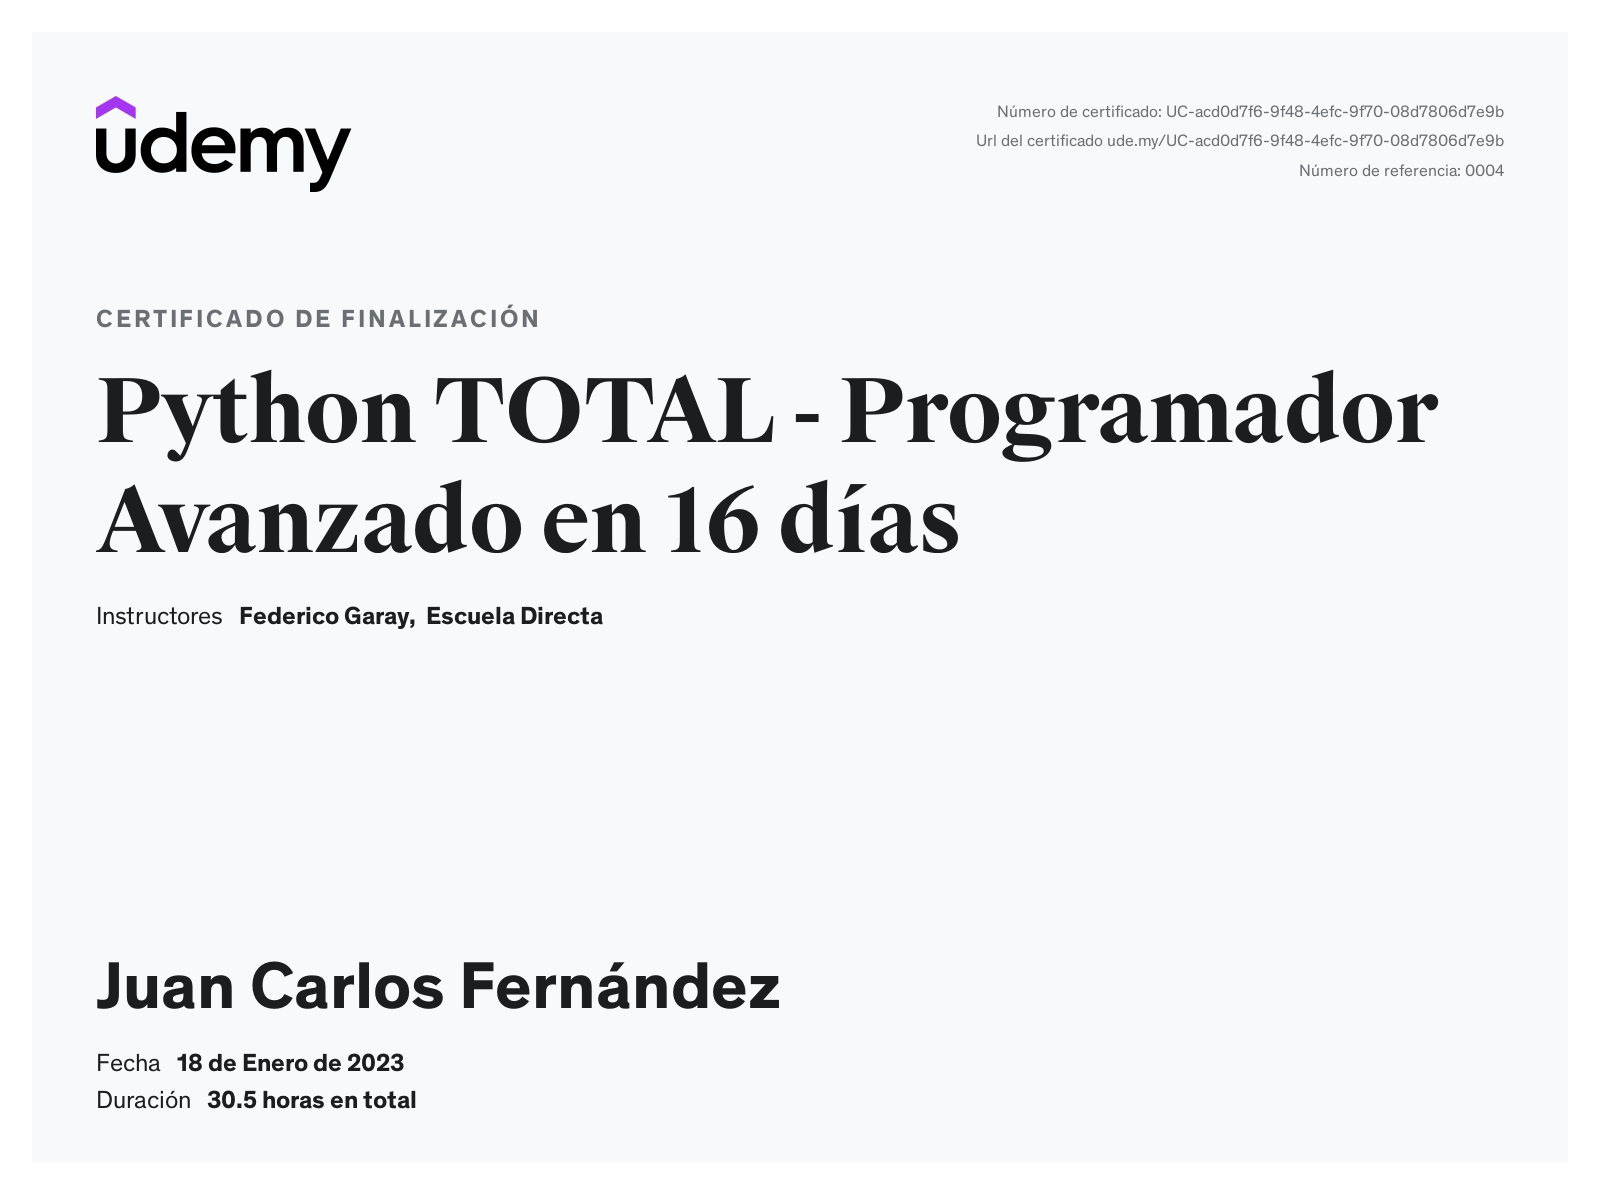 udemy
Número de certificado: UC-acd0d7f6-9f48-4efc-9f70-08d7806d7e9b
Url del certificado ude.my/UC-acd0d7f6-9f48-4efc-9f70-08d7806d7e9b
Número de referencia: 0004
CERTIFICADO DE FINALIZACIÓN
Python TOTAL - Programador
Avanzado en 16 días
Instructores Federico Garay, Escuela Directa
Juan Carlos Fernández
Fecha 18 de Enero de 2023
Duración 30.5 horas en total